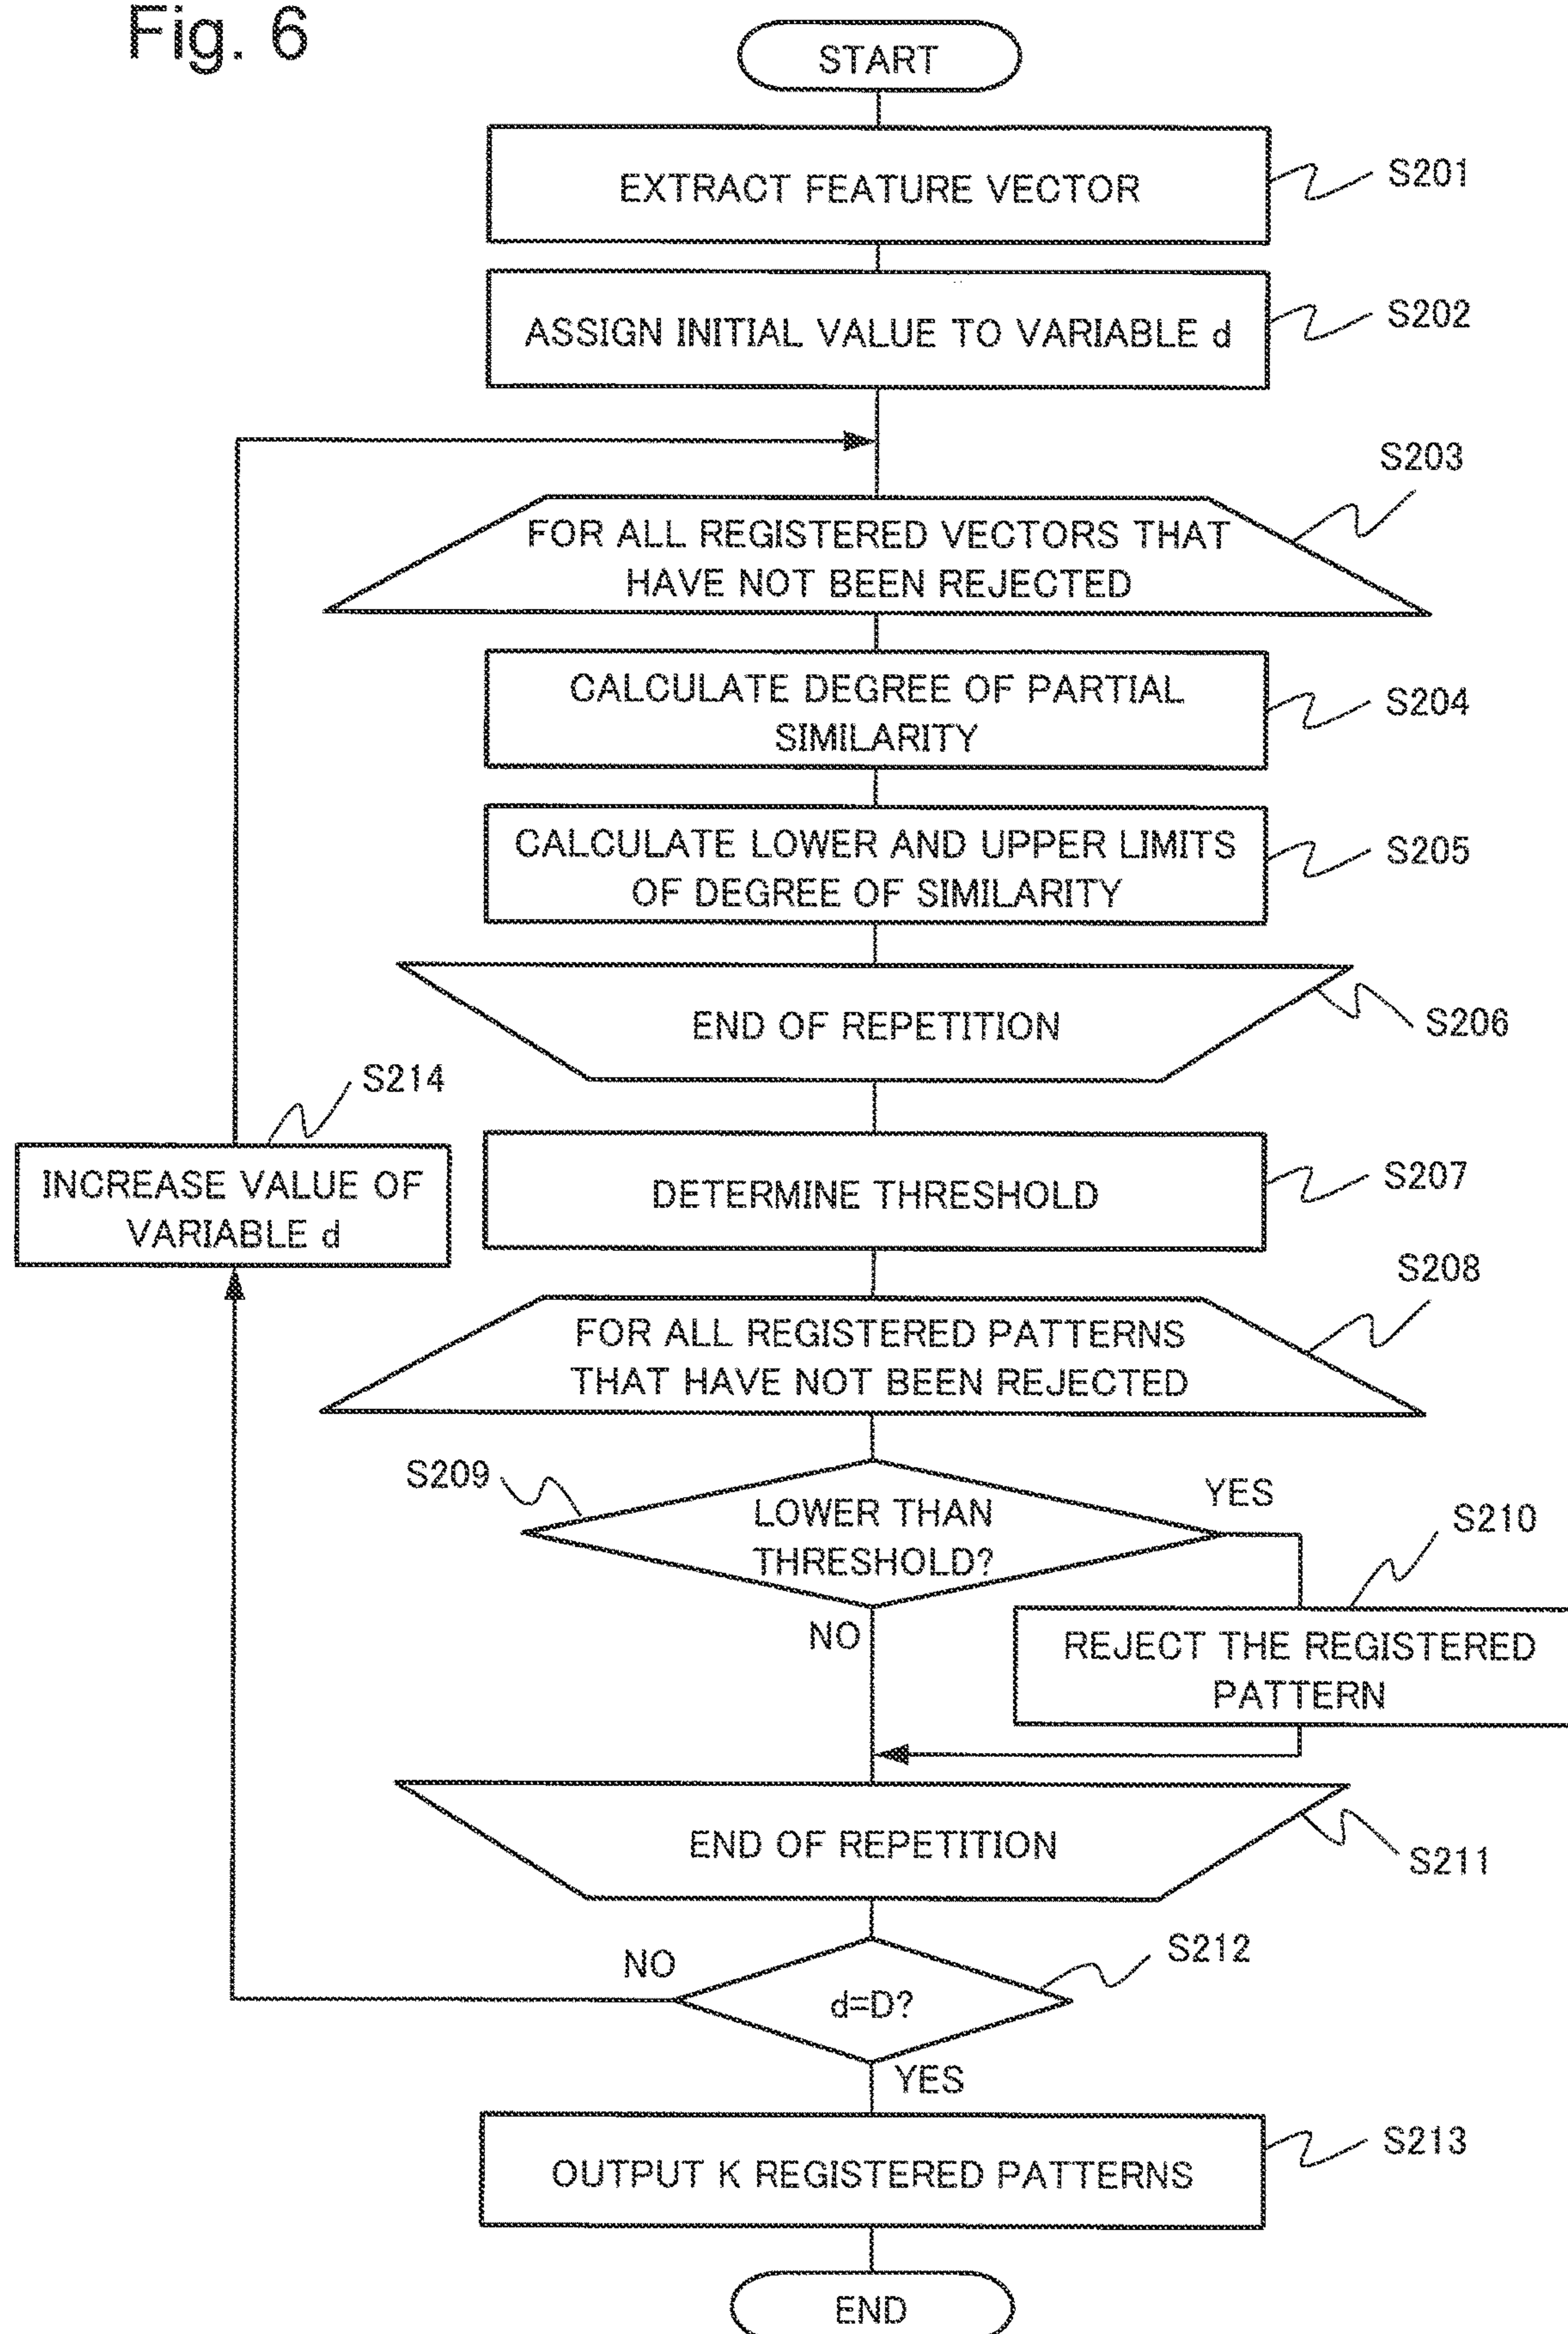 Fig. 6
START
EXTRACT FEATURE VECTOR
S201
ASSIGN INITIAL VALUE TO VARIABLE d
S202
S203
FOR ALL REGISTERED VECTORS THAT
HAVE NOT BEEN REJECTED
CALCULATE DEGREE OF PARTIAL
SIMILARITY
S204
CALCULATE LOWER AND UPPER LIMITS
OF DEGREE OF SIMILARITY
S205
END OF REPETITION
S206
S214
INCREASE VALUE OF
VARIABLE d
DETERMINE THRESHOLD
S207
S208
FOR ALL REGISTERED PATTERNS
THAT HAVE NOT BEEN REJECTED
S209
LOWER THAN
THRESHOLD?
YES
S210
NO
REJECT THE REGISTERED
PATTERN
END OF REPETITION
S211
NO
S212
d=D?
YES
OUTPUT K REGISTERED PATTERNS
S213
END